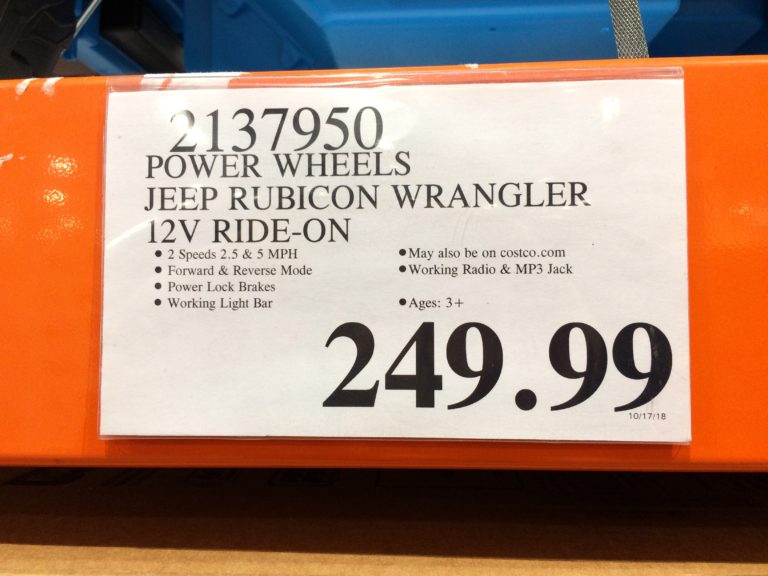 2137950
POWER WHEELS
JEEP RUBICON WRANGLER
12V RIDE-ON
• 2 Speeds 2.5 & 5 MPH
• Forward & Reverse Mode
• Power Lock Brakes
• Working Light Bar
• May also be on costco.com
• Working Radio & MP3 Jack
• Ages: 3+
249.99
10/17/18